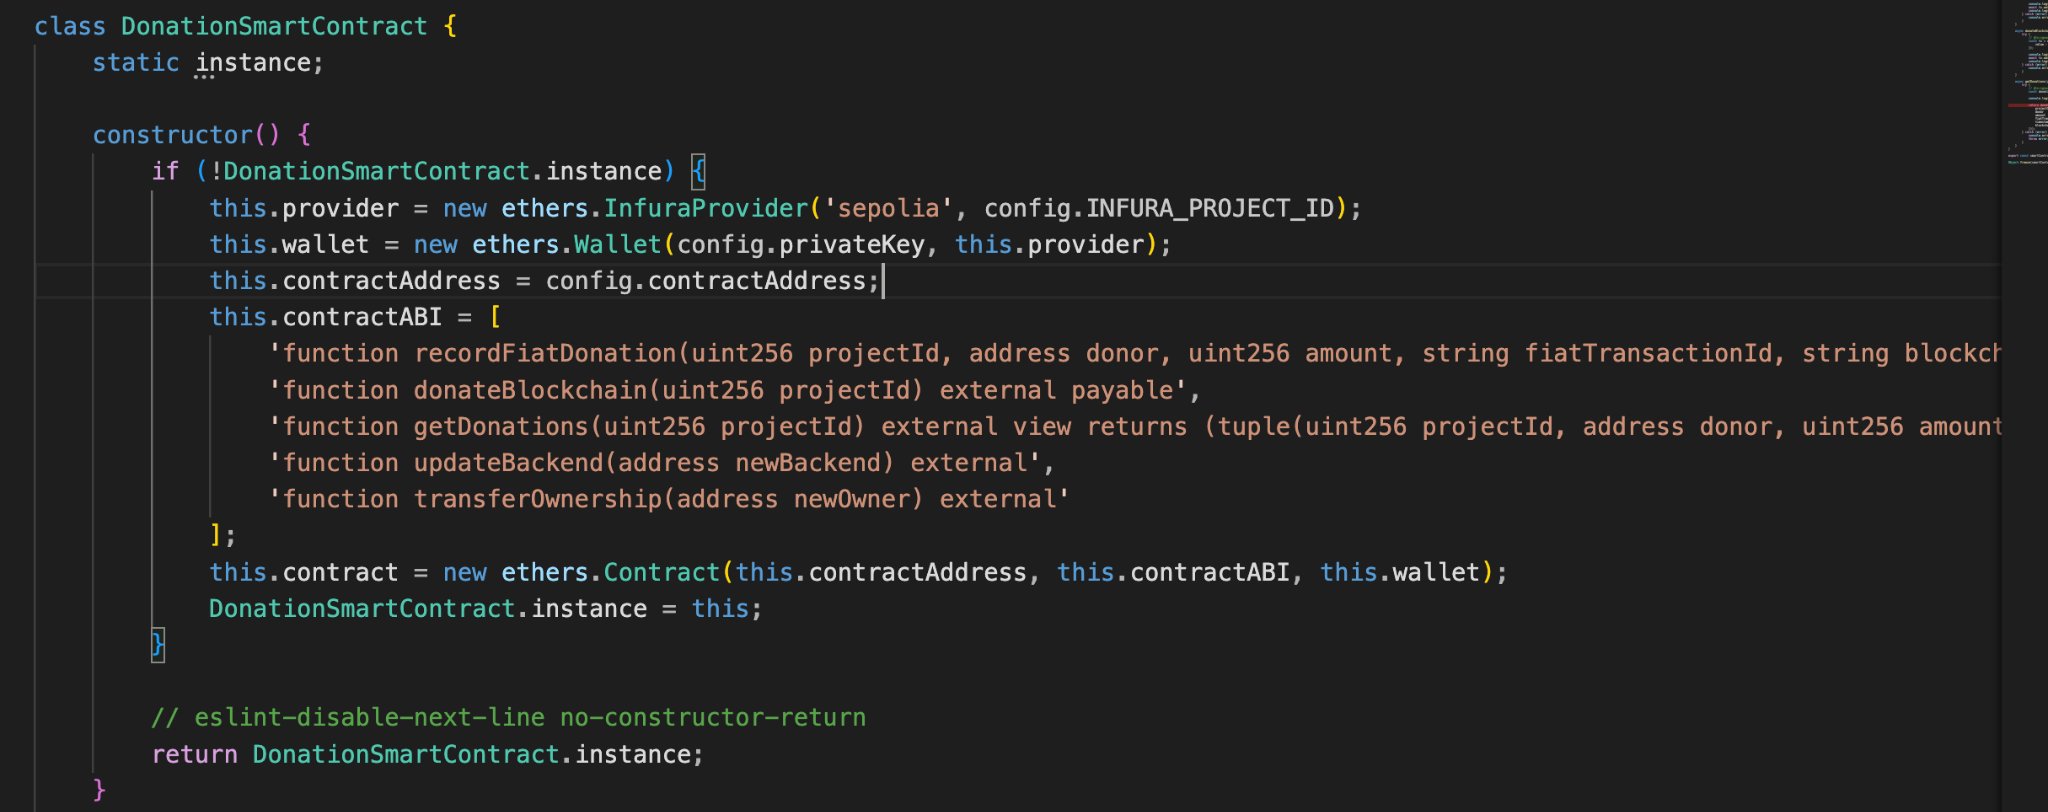 class DonationSmartContract {
static instance;
constructor() {
if (!DonationSmartContract.instance) {
this.provider = new ethers.InfuraProvider('sepolia', config.INFURA_PROJECT_ID);
this.wallet = new ethers.Wallet(config.privateKey, this.provider);
this.contractAddress = config.contractAddress;
this.contractABI = [
'function recordFiatDonation(uint256 projectId, address donor, uint256 amount, string fiatTransactionId, string blockch
'function donateBlockchain(uint256 projectId) external payable',
'function getDonations(uint256 projectId) external view returns (tuple(uint256 projectId, address donor, uint256 amount
'function updateBackend(address newBackend) external',
'function transferOwnership(address newOwner) external'
];
this.contract = new ethers.Contract(this.contractAddress, this.contractABI, this.wallet);
DonationSmartContract.instance = this;
}
// eslint-disable-next-line no-constructor-return
return DonationSmartContract.instance;
}